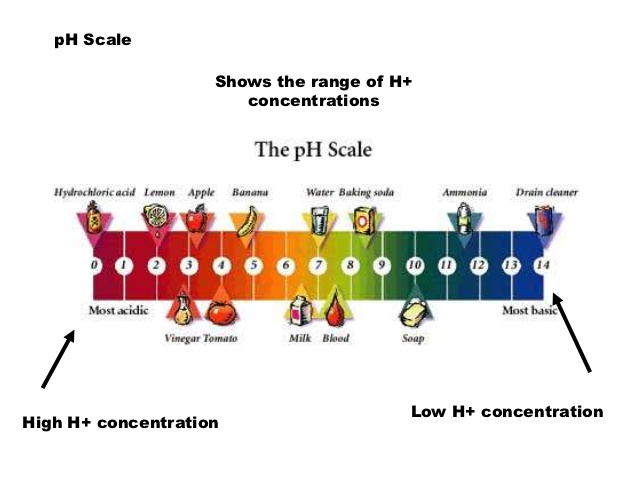 pH Scale
Shows the range of H+
concentrations
The pH Scale
Hydrochloric acid Lemon Apple Banana Water Baking soda Ammonia Drain cleaner
0 1 2 3 4 5 6 7 8 9 10 11 12 13 14
Most acidic Most basic
Vinegar Tomato Milk Blood Soap
High H+ concentration
Low H+ concentration